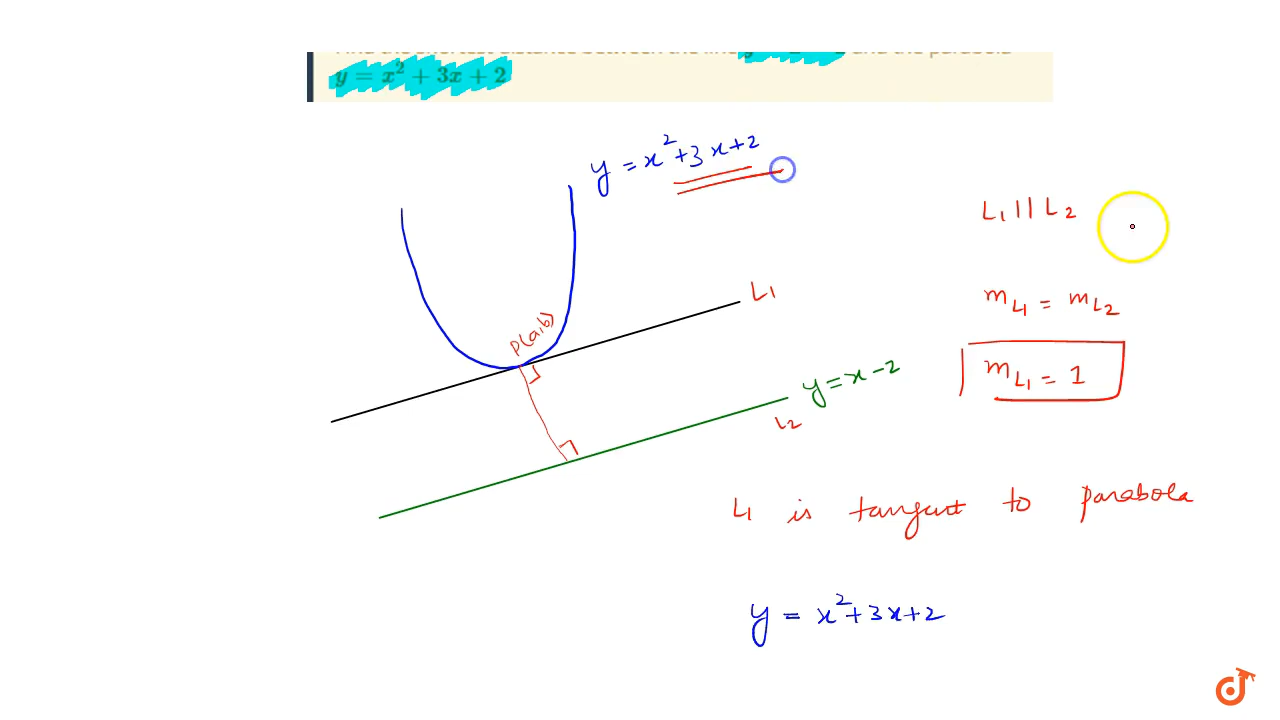 y = x² + 3x + 2
y = x² + 3x + 2
L₁ || L₂
L₁
m_L₁ = m_L₂
P(a,b)
m_L₁ = 1
y = x - 2
L₂
L₁ is tangent to parabola
y = x² + 3x + 2